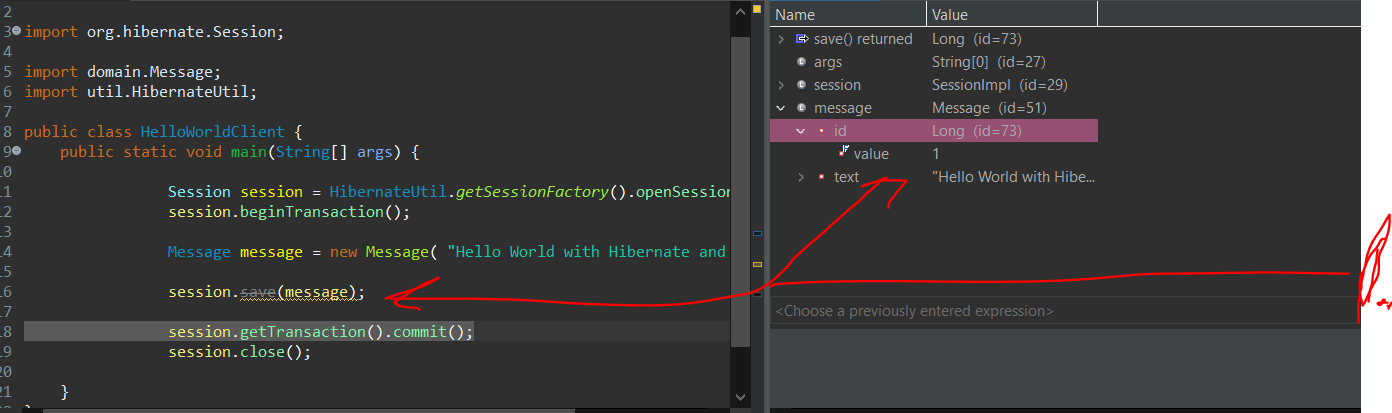 2
3 import org.hibernate.Session;
4
5 import domain.Message;
6 import util.HibernateUtil;
7
8 public class HelloWorldClient {
9 public static void main(String[] args) {
10
11 Session session = HibernateUtil.getSessionFactory().openSession
12 session.beginTransaction();
13
14 Message message = new Message( "Hello World with Hibernate and
15
16 session.save(message);
17
18 session.getTransaction().commit();
19 session.close();
20
21 }
Name Value
save() returned Long (id=73)
args String[0] (id=27)
session SessionImpl (id=29)
message Message (id=51)
id Long (id=73)
value 1
text "Hello World with Hibe...
<Choose a previously entered expression>